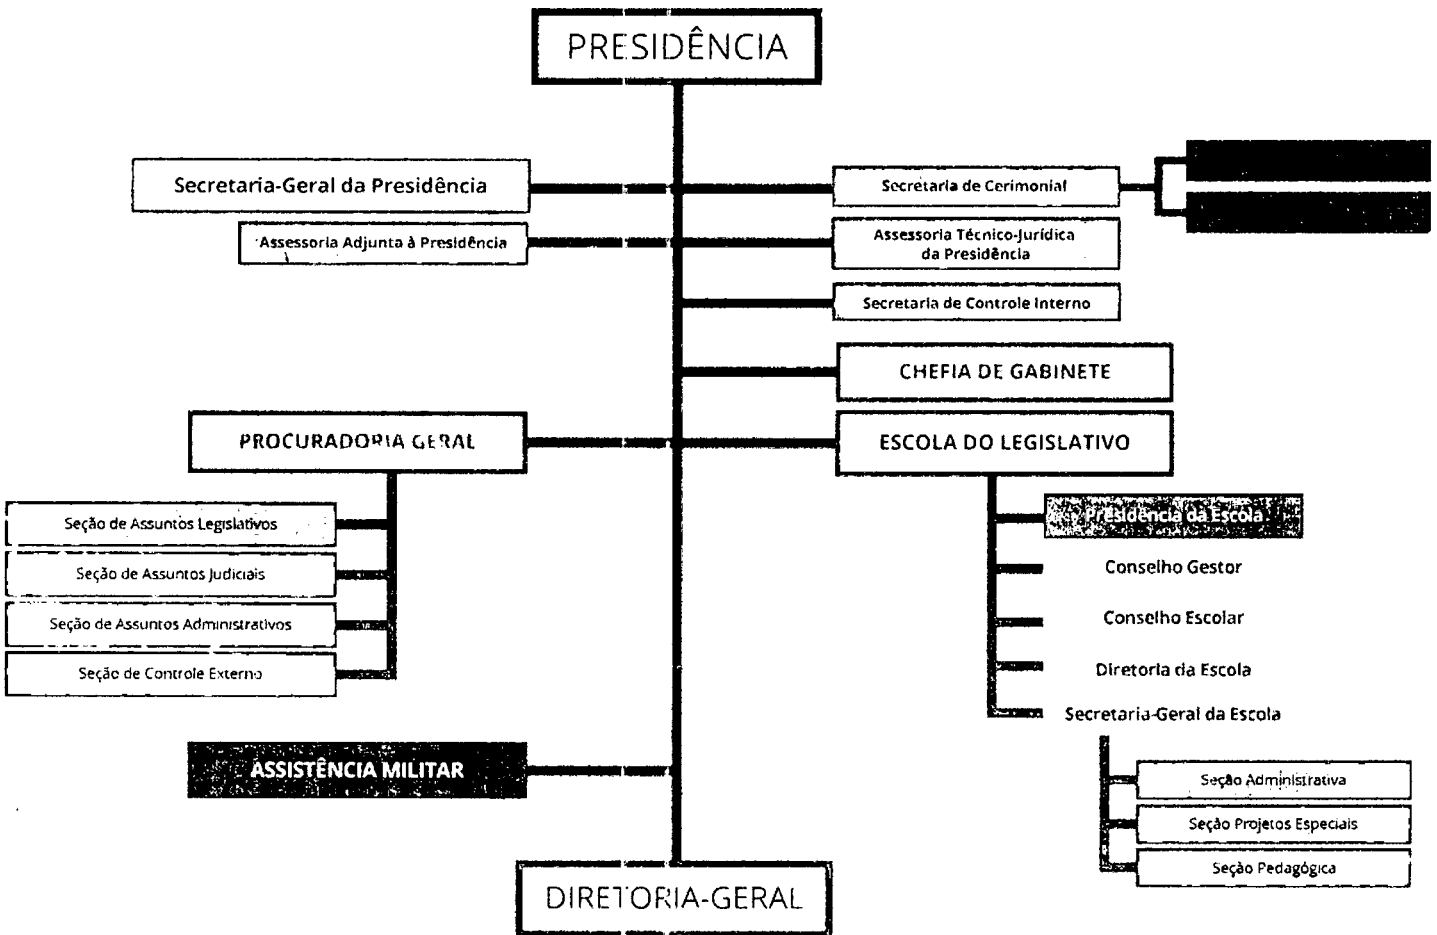 PRESIDÊNCIA
Secretaria-Geral da Presidência
Secretaria de Cerimonial
Assessoria Adjunta à Presidência
Assessoria Técnico-Jurídica
da Presidência
Secretaria de Controle Interno
CHEFIA DE GABINETE
PROCURADORIA GERAL
ESCOLA DO LEGISLATIVO
Seção de Assuntos Legislativos
Seção de Assuntos Judiciais
Seção de Assuntos Administrativos
Seção de Controle Externo
Presidência da Escola
Conselho Gestor
Conselho Escolar
Diretoria da Escola
Secretaria-Geral da Escola
ASSISTÊNCIA MILITAR
Seção Administrativa
Seção Projetos Especiais
Seção Pedagógica
DIRETORIA-GERAL